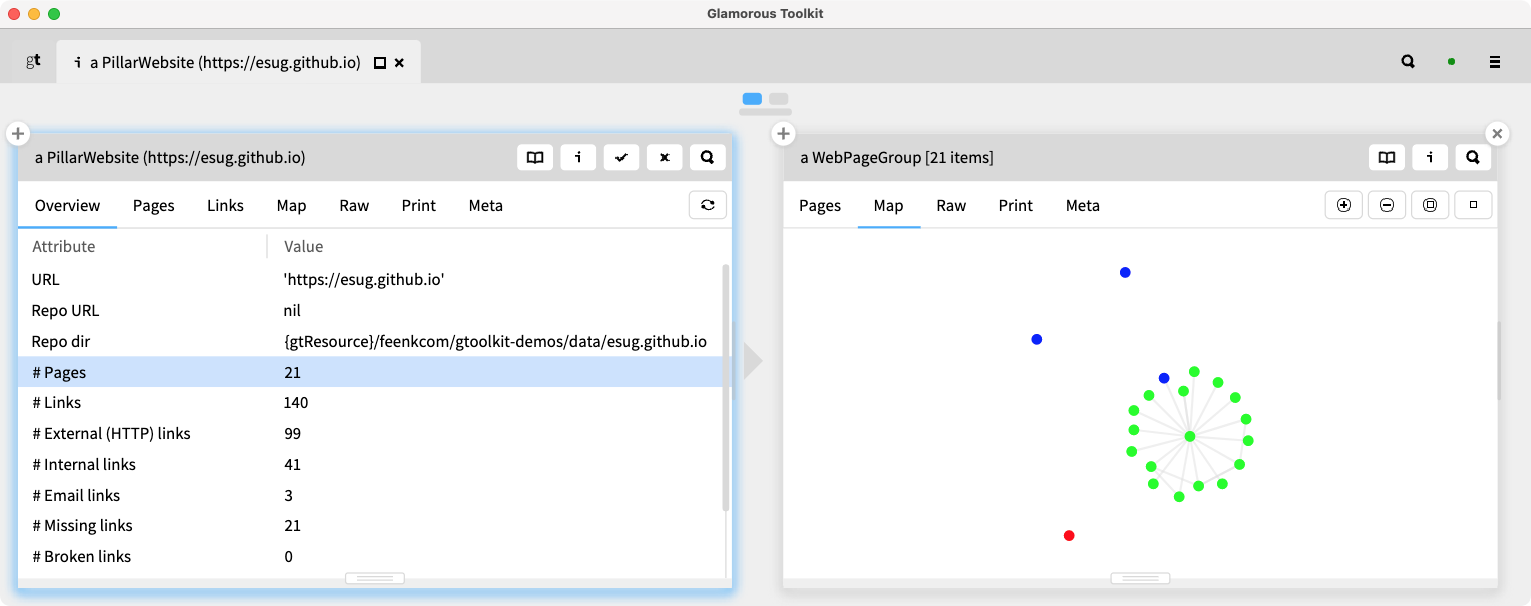 Glamorous Toolkit
gt
i a PillarWebsite (https://esug.github.io)
a PillarWebsite (https://esug.github.io)
i
Overview Pages Links Map Raw Print Meta
Attribute Value
URL 'https://esug.github.io'
Repo URL nil
Repo dir {gtResource}/feenkcom/gtoolkit-demos/data/esug.github.io
# Pages 21
# Links 140
# External (HTTP) links 99
# Internal links 41
# Email links 3
# Missing links 21
# Broken links 0
a WebPageGroup [21 items]
i
Pages Map Raw Print Meta